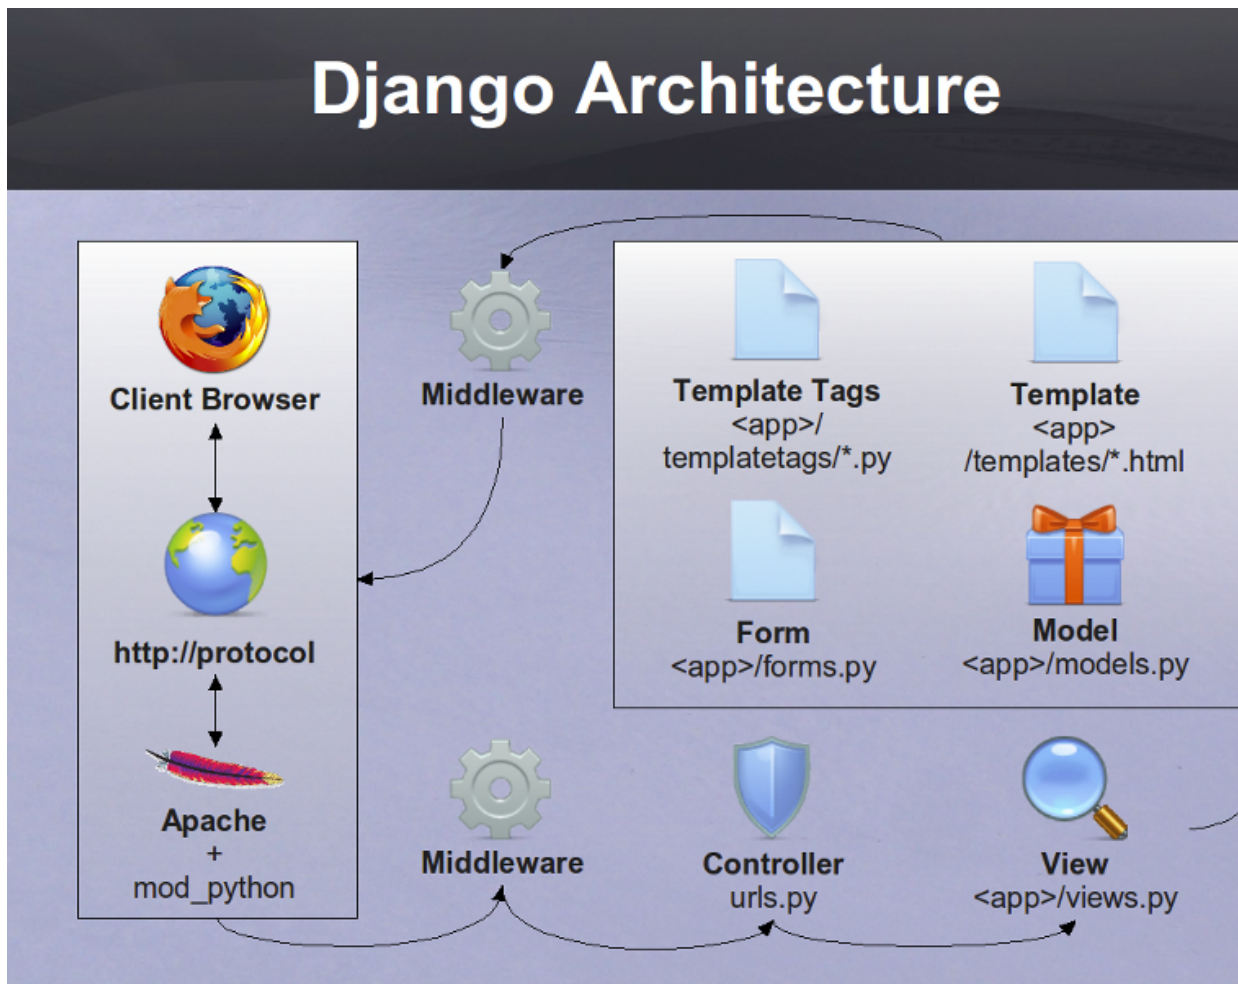 Django Architecture
Client Browser
http://protocol
Apache
+
mod_python
Middleware
Template Tags
<app>/
templatetags/*.py
Template
<app>
/templates/*.html
Form
<app>/forms.py
Model
<app>/models.py
Middleware
Controller
urls.py
View
<app>/views.py